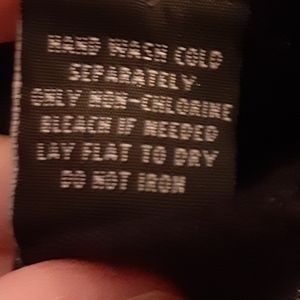 HAND WASH COLD
SEPARATELY
ONLY NON-CHLORINE
BLEACH IF NEEDED
LAY FLAT TO DRY
DO NOT IRON